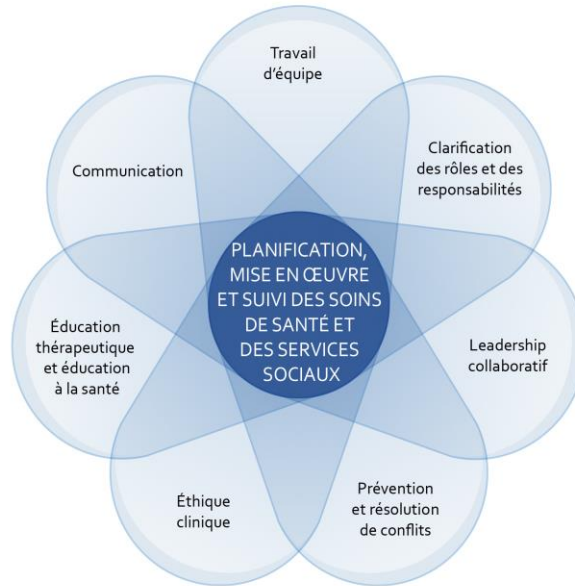 Travail
d'équipe
Clarification
des rôles et des
responsabilités
Leadership
collaboratif
Prévention
et résolution
de conflits
Éthique
clinique
Éducation
thérapeutique
et éducation
à la santé
Communication
PLANIFICATION,
MISE EN ŒUVRE
ET SUIVI DES SOINS
DE SANTÉ ET
DES SERVICES
SOCIAUX